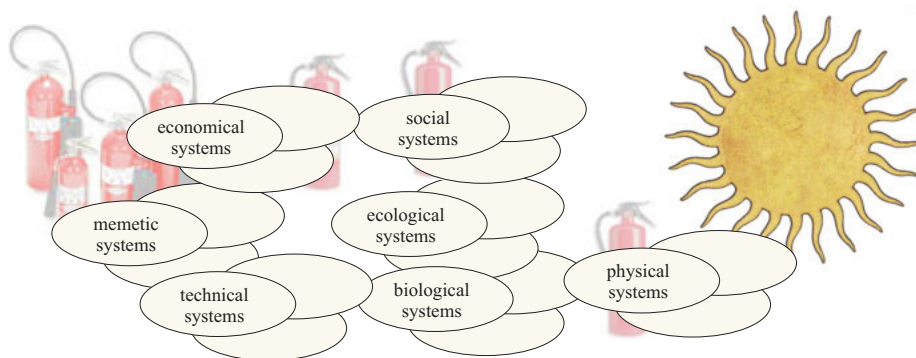 economical
systems
social
systems
memetic
systems
ecological
systems
technical
systems
biological
systems
physical
systems